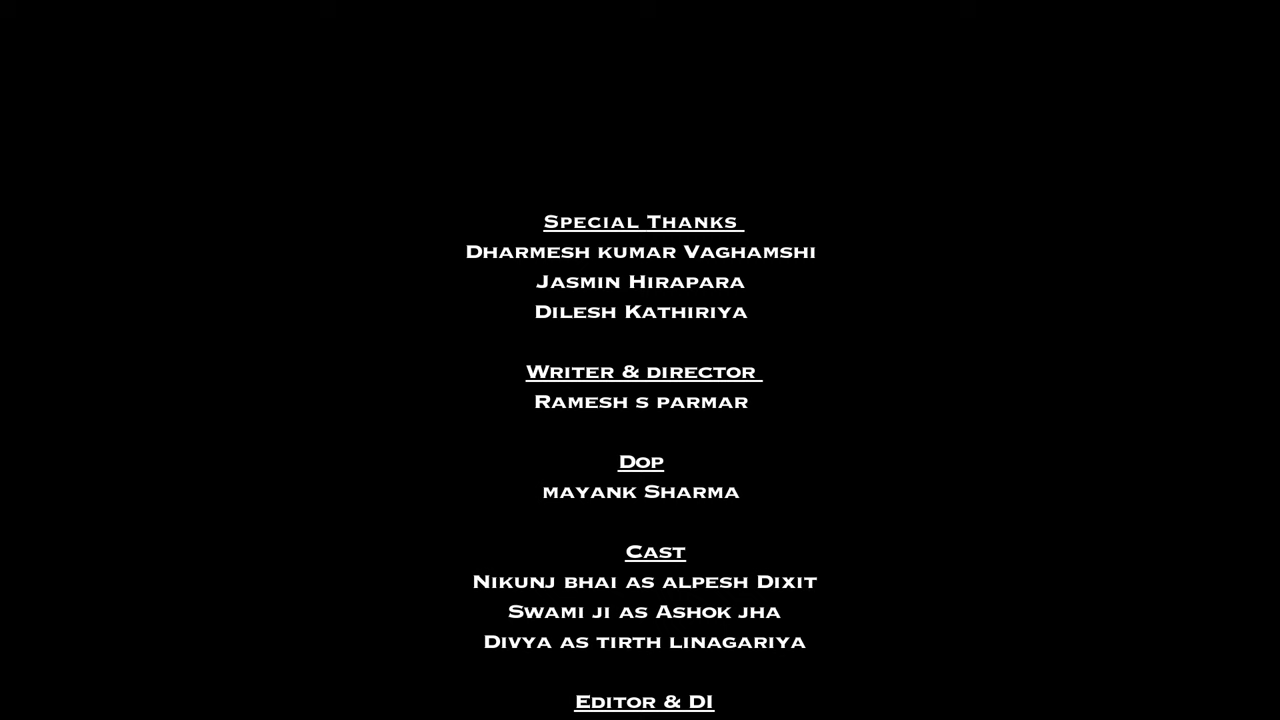 Special Thanks
Dharmesh kumar Vaghamshi
Jasmin Hirapara
Dilesh Kathiriya
Writer & director
Ramesh s parmar
Dop
mayank Sharma
Cast
Nikunj bhai as alpesh Dixit
Swami ji as Ashok jha
Divya as tirth linagariya
Editor & DI